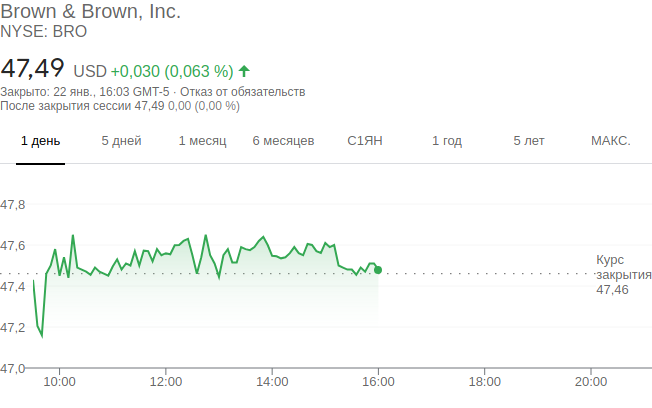 Brown & Brown, Inc.
NYSE: BRO
47,49 USD +0,030 (0,063 %)
Закрыто: 22 янв., 16:03 GMT-5 · Отказ от обязательств
После закрытия сессии 47,49 0,00 (0,00 %)
1 день 5 дней 1 месяц 6 месяцев С1ЯН 1 год 5 лет МАКС.
47,8
47,6
Курс
закрытия
47,46
47,4
47,2
47,0
10:00 12:00 14:00 16:00 18:00 20:00